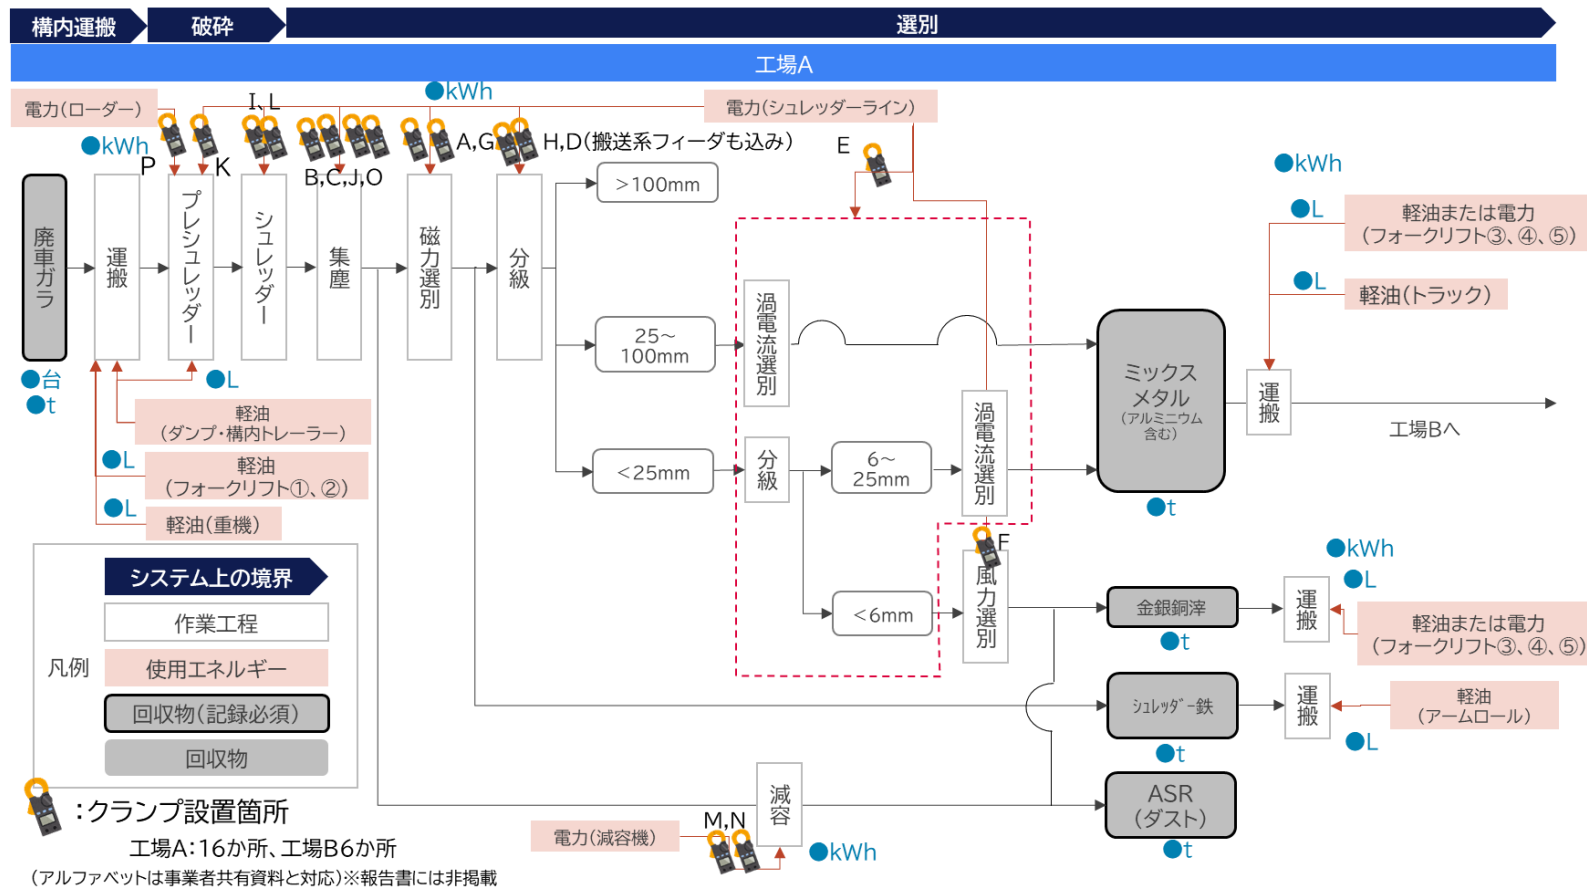 構内運搬
破砕
選別
工場A
電力(ローダー)
●kWh
P
K
I、L
B,C,J,O
●kWh
A,G
H,D(搬送系フィーダも込み)
電力(シュレッダーライン)
E
廃車ガラ
●台
●t
運搬
プレシュレッダー
シュレッダー
集塵
磁力選別
分級
>100mm
25～
100mm
<25mm
渦電流選別
分級
6～
25mm
<6mm
渦電流選別
F
風力選別
ミックス
メタル
(アルミニウム
含む)
●t
●kWh
●L
軽油または電力
(フォークリフト③、④、⑤)
●L
軽油(トラック)
運搬
工場Bへ
●L
軽油
(ダンプ・構内トレーラー)
●L
軽油
(フォークリフト①、②)
●L
軽油(重機)
金銀銅滓
●t
運搬
●kWh
●L
軽油または電力
(フォークリフト③、④、⑤)
ｼｭﾚｯﾀﾞｰ鉄
●t
運搬
軽油
(アームロール)
●L
ASR
(ダスト)
●t
減容
M,N
電力(減容機)
●kWh
凡例
システム上の境界
作業工程
使用エネルギー
回収物(記録必須)
回収物
：クランプ設置箇所
工場A：16か所、工場B6か所
(アルファベットは事業者共有資料と対応)※報告書には非掲載